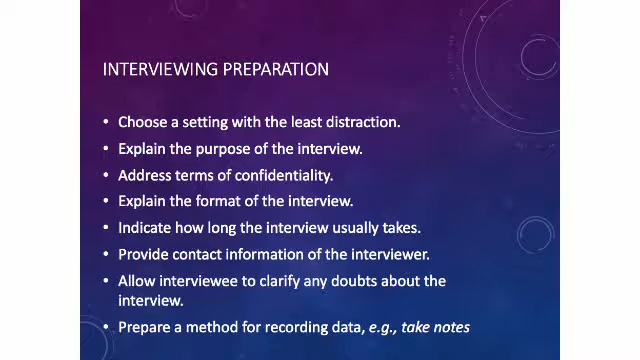 INTERVIEWING PREPARATION
• Choose a setting with the least distraction.
• Explain the purpose of the interview.
• Address terms of confidentiality.
• Explain the format of the interview.
• Indicate how long the interview usually takes.
• Provide contact information of the interviewer.
• Allow interviewee to clarify any doubts about the
interview.
• Prepare a method for recording data, e.g., take notes